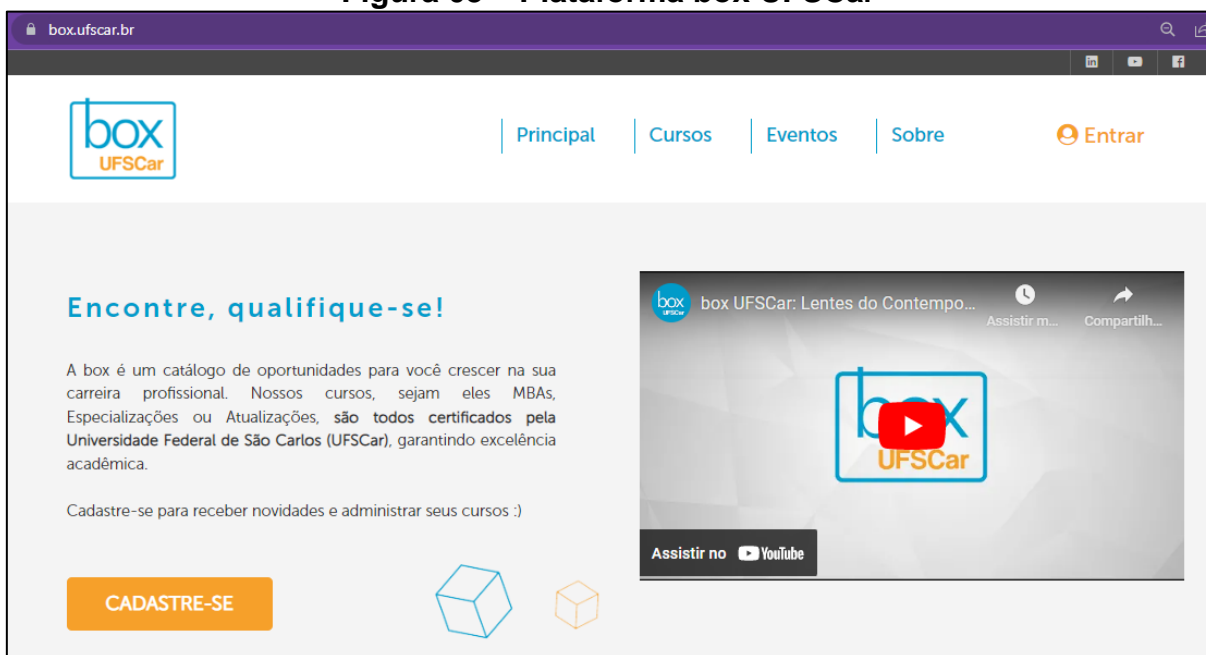 box.ufscar.br
box
UFSCar
Principal
Cursos
Eventos
Sobre
Entrar
Encontre, qualifique-se!
A box é um catálogo de oportunidades para você crescer na sua
carreira profissional. Nossos cursos, sejam eles MBAs,
Especializações ou Atualizações, são todos certificados pela
Universidade Federal de São Carlos (UFSCar), garantindo excelência
acadêmica.
Cadastre-se para receber novidades e administrar seus cursos :)
CADASTRE-SE
box
UFSCar
box UFSCar: Lentes do Contempo...
Assistir m...
Compartilh...
box
UFSCar
Assistir no YouTube